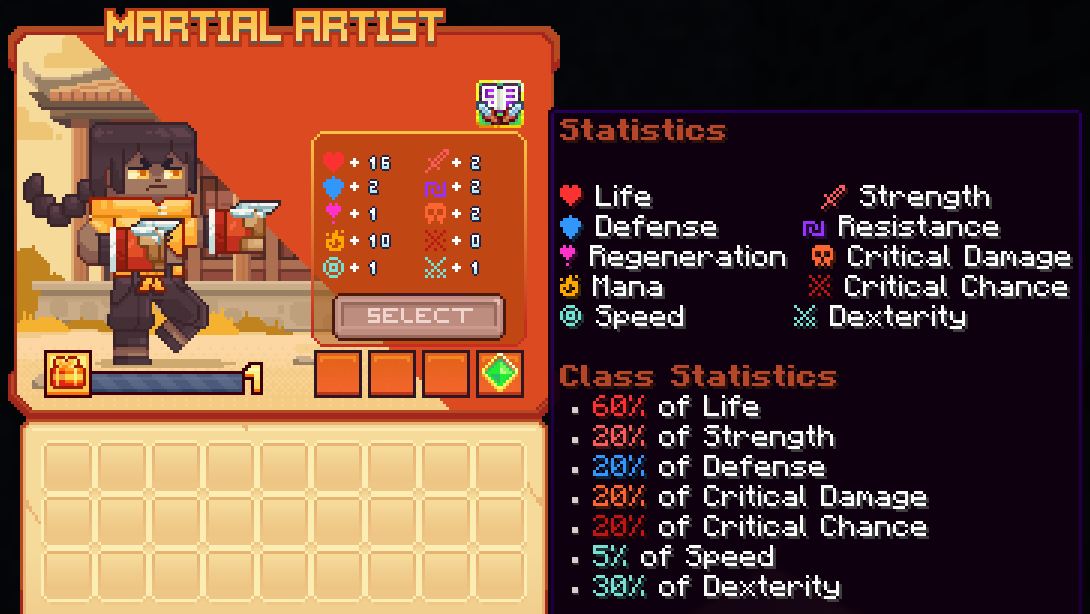 MARTIAL ARTIST
+ 16 + 2
+ 2 + 2
+ 1 + 2
+ 10 + 0
+ 1 + 1
SELECT
1
Statistics
Life Strength
Defense Resistance
Regeneration Critical Damage
Mana Critical Chance
Speed Dexterity
Class Statistics
• 60% of Life
• 20% of Strength
• 20% of Defense
• 20% of Critical Damage
• 20% of Critical Chance
• 5% of Speed
• 30% of Dexterity